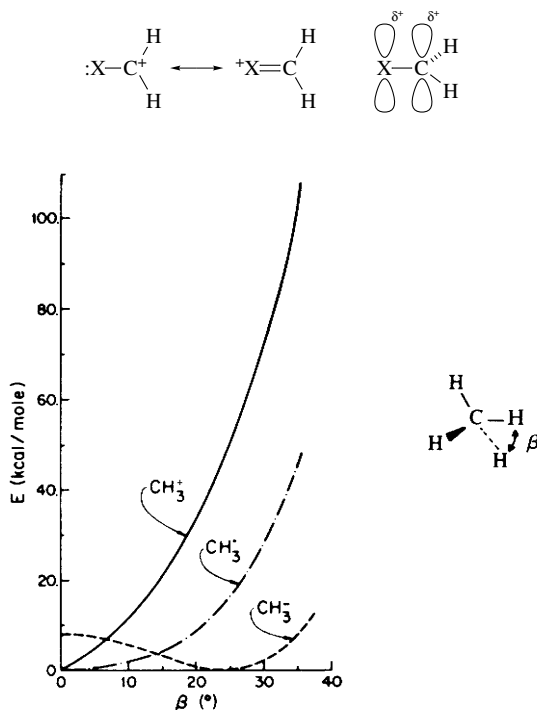 H
:X—C⁺ ⟷ ⁺X=C
H
H
H
δ⁺ δ⁺
X—C
H
H
100.
80.
60.
40.
20.
0.
E (kcal/mole)
CH₃⁺
CH₃·
CH₃⁻
0 10 20 30 40
β (°)
H
C—H
H
H
β